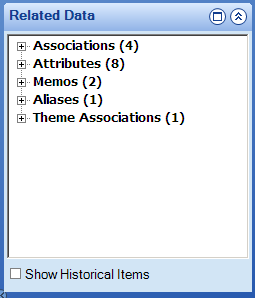 Related Data
Associations (4)
Attributes (8)
Memos (2)
Aliases (1)
Theme Associations (1)
Show Historical Items